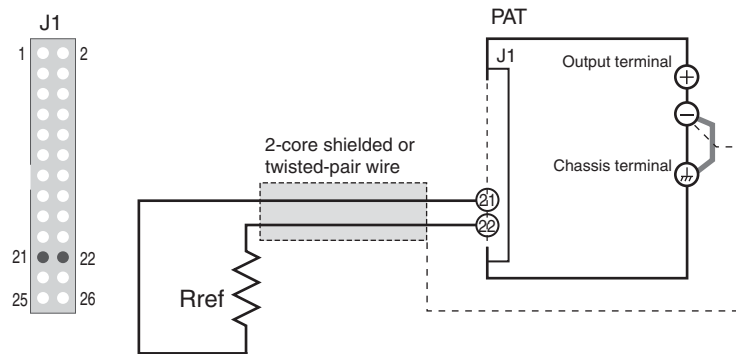 J1
1 2
21 22
25 26
PAT
J1
Output terminal
+
−
Chassis terminal
2-core shielded or
twisted-pair wire
21
22
Rref